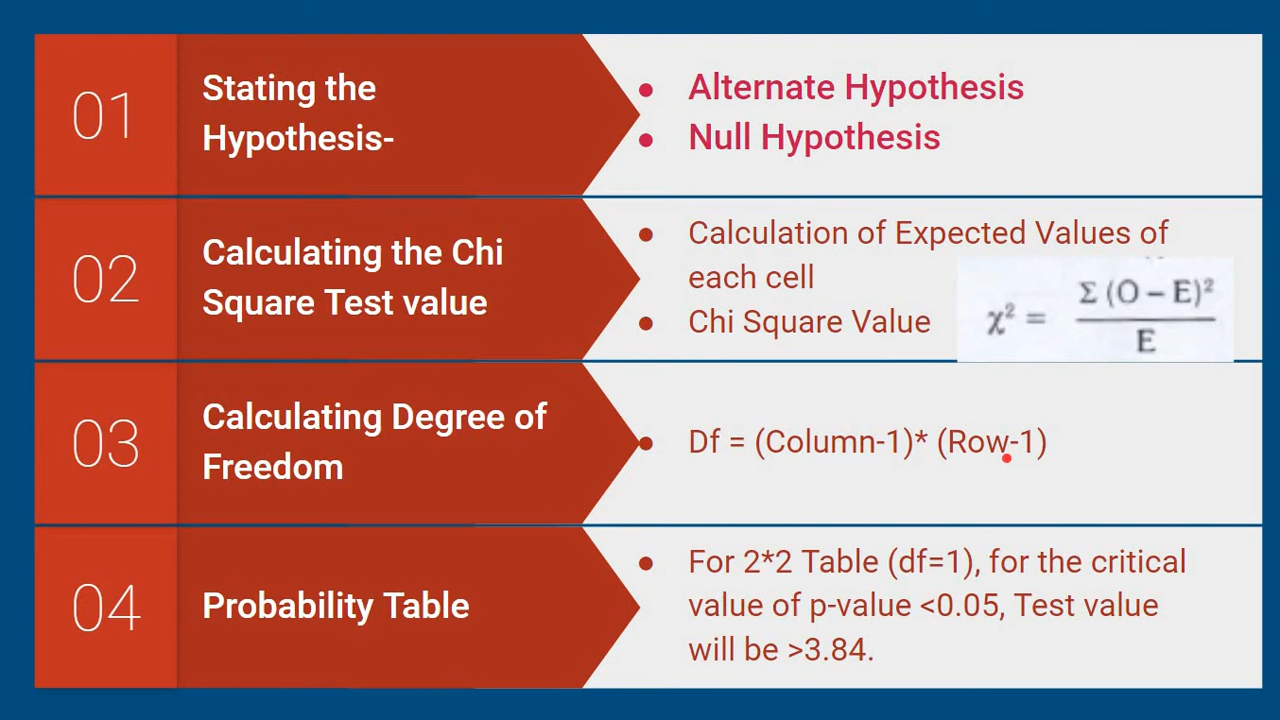 01
Stating the
Hypothesis-
• Alternate Hypothesis
• Null Hypothesis
02
Calculating the Chi
Square Test value
• Calculation of Expected Values of
each cell
• Chi Square Value
χ² = Σ (O – E)² / E
03
Calculating Degree of
Freedom
• Df = (Column-1)* (Row-1)
04
Probability Table
• For 2*2 Table (df=1), for the critical
value of p-value <0.05, Test value
will be >3.84.